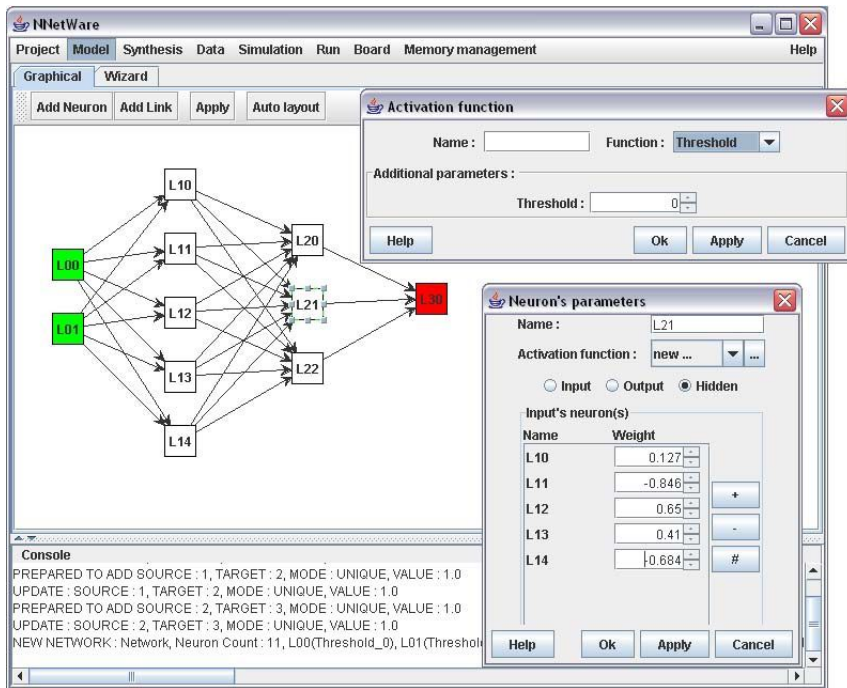 NNetWare
Project Model Synthesis Data Simulation Run Board Memory management Help
Graphical Wizard
Add Neuron Add Link Apply Auto layout
Activation function
Name : Function : Threshold
Additional parameters :
Threshold : 0
Help Ok Apply Cancel
L10
L11
L12
L13
L14
L00
L01
L20
L21
L22
L30
Neuron's parameters
Name : L21
Activation function : new ... ...
Input Output Hidden
Input's neuron(s)
Name Weight
L10 0.127
L11 -0.846
L12 0.65
L13 0.41
L14 -0.684
+
-
#
Help Ok Apply Cancel
Console
PREPARED TO ADD SOURCE : 1, TARGET : 2, MODE : UNIQUE, VALUE : 1.0
UPDATE : SOURCE : 1, TARGET : 2, MODE : UNIQUE, VALUE : 1.0
PREPARED TO ADD SOURCE : 2, TARGET : 3, MODE : UNIQUE, VALUE : 1.0
UPDATE : SOURCE : 2, TARGET : 3, MODE : UNIQUE, VALUE : 1.0
NEW NETWORK : Network, Neuron Count : 11, L00(Threshold_0), L01(Threshol